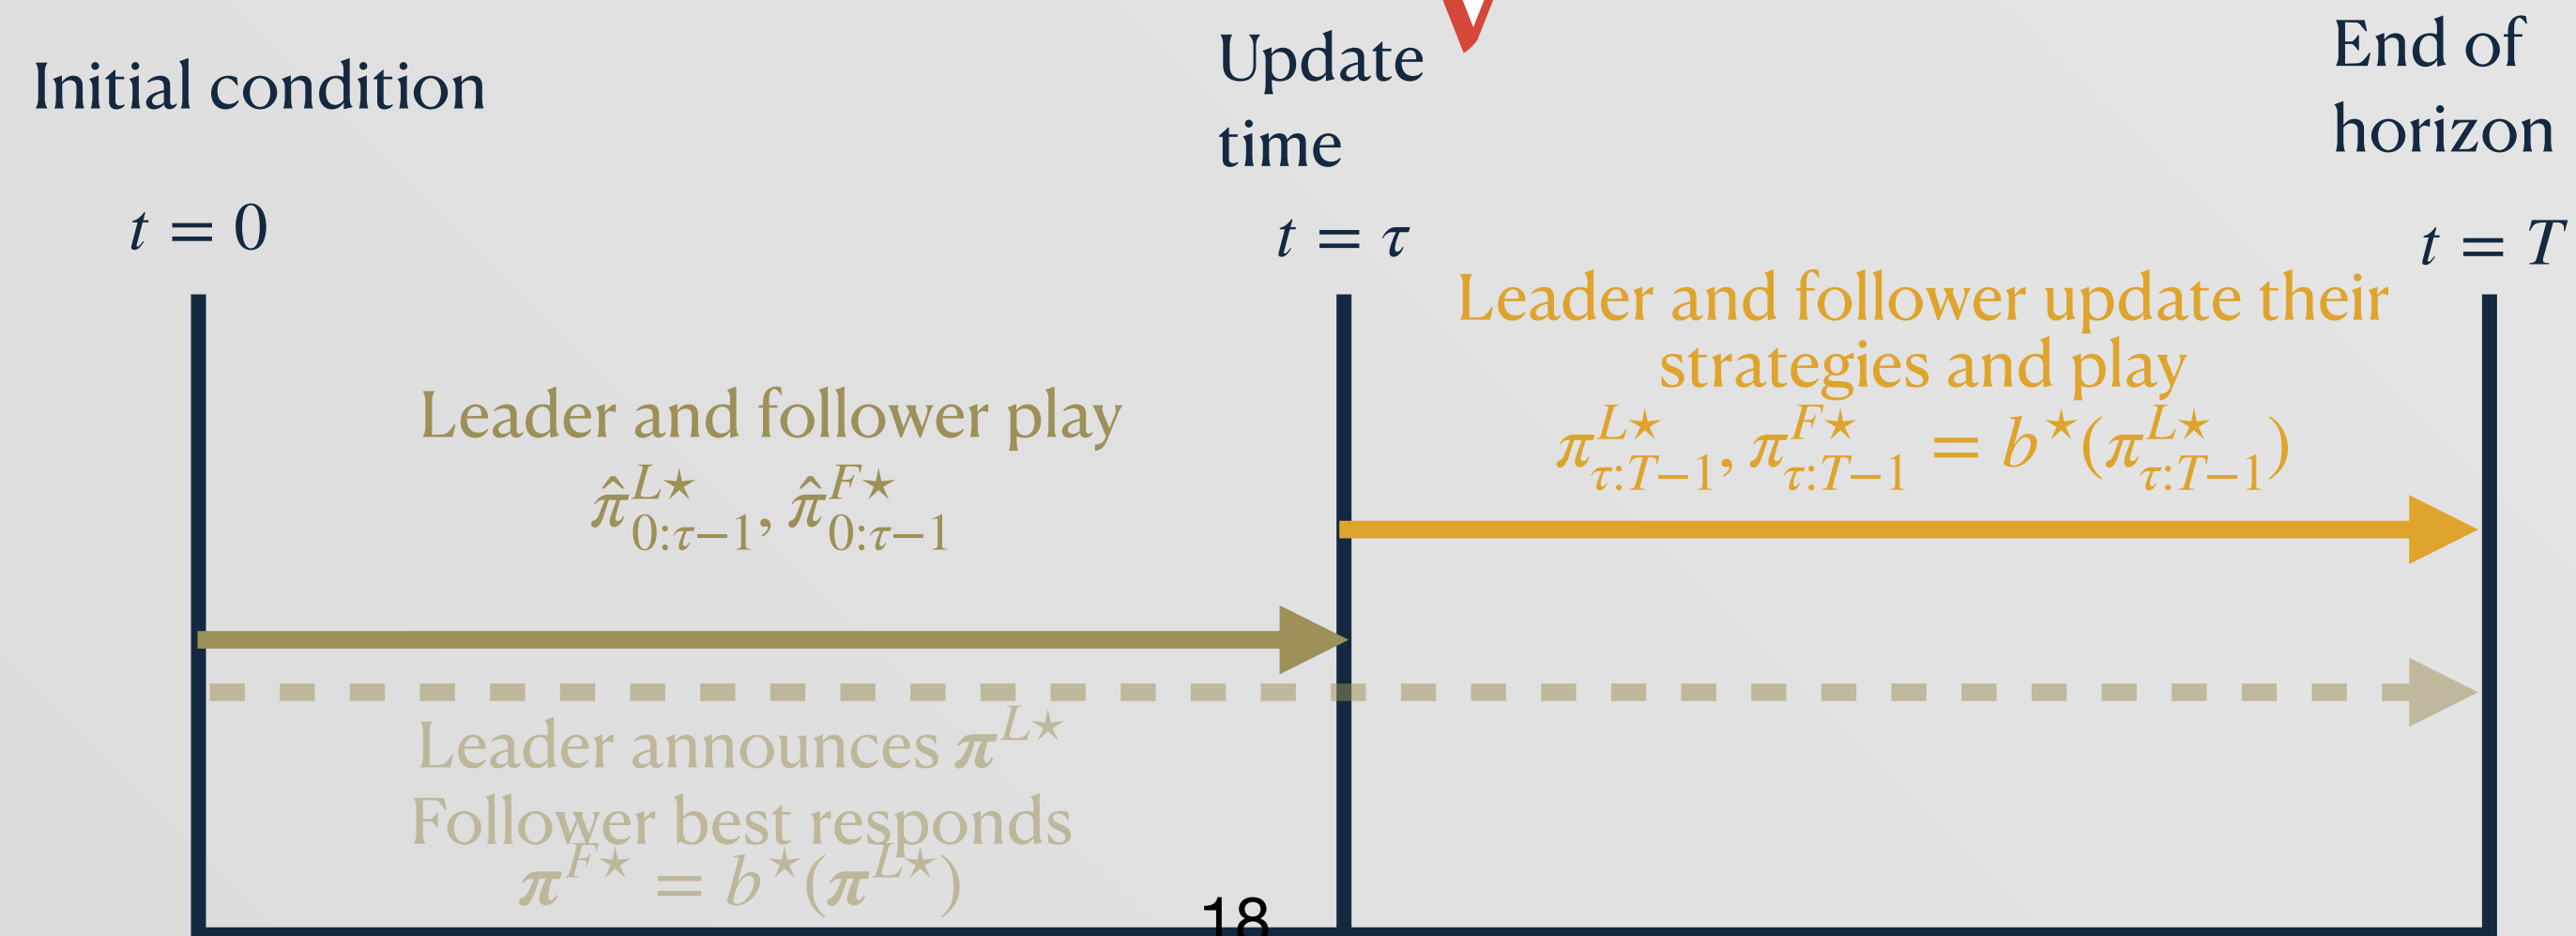 Initial condition
Update
time
End of
horizon
t = 0
t = τ
t = T
Leader and follower play
π̂^{L★}_{0:τ−1}, π̂^{F★}_{0:τ−1}
Leader and follower update their
strategies and play
π^{L★}_{τ:T−1}, π^{F★}_{τ:T−1} = b^★(π^{L★}_{τ:T−1})
Leader announces π^{L★}
Follower best responds
π^{F★} = b^★(π^{L★})
18